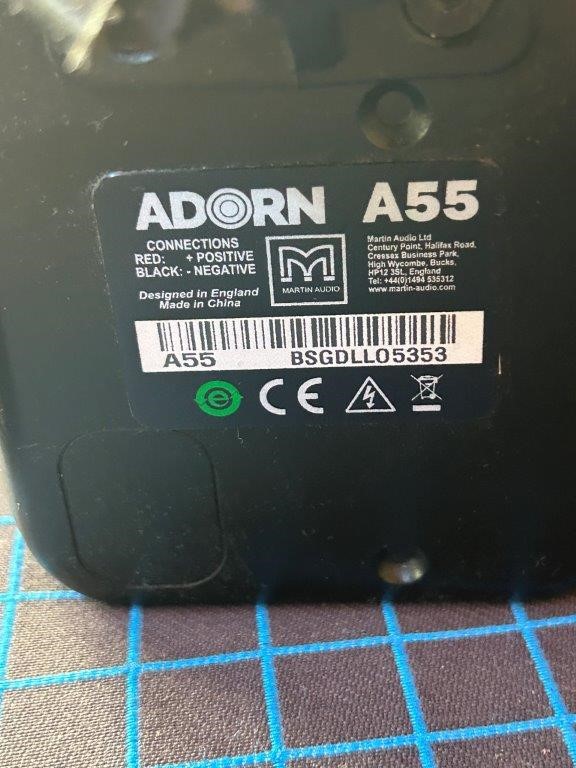 ADORN A55
CONNECTIONS
RED: + POSITIVE
BLACK: - NEGATIVE
Designed in England
Made in China
M
MARTIN AUDIO
Martin Audio Ltd
Century Point, Halifax Road,
Cressex Business Park,
High Wycombe, Bucks,
HP12 3SL, England
Tel: +44(0)1494 535312
www.martin-audio.com
A55 BSGDLL05353
e
CE